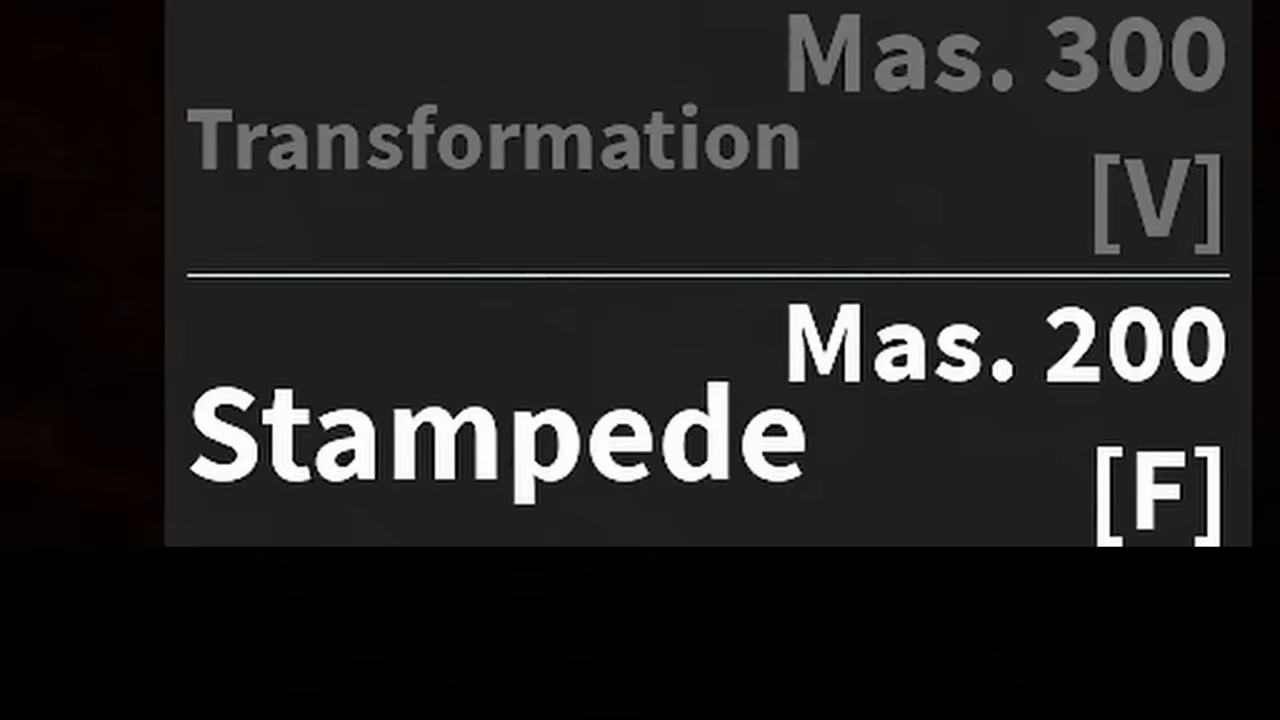 Mas. 300
Transformation
[V]
Mas. 200
Stampede
[F]